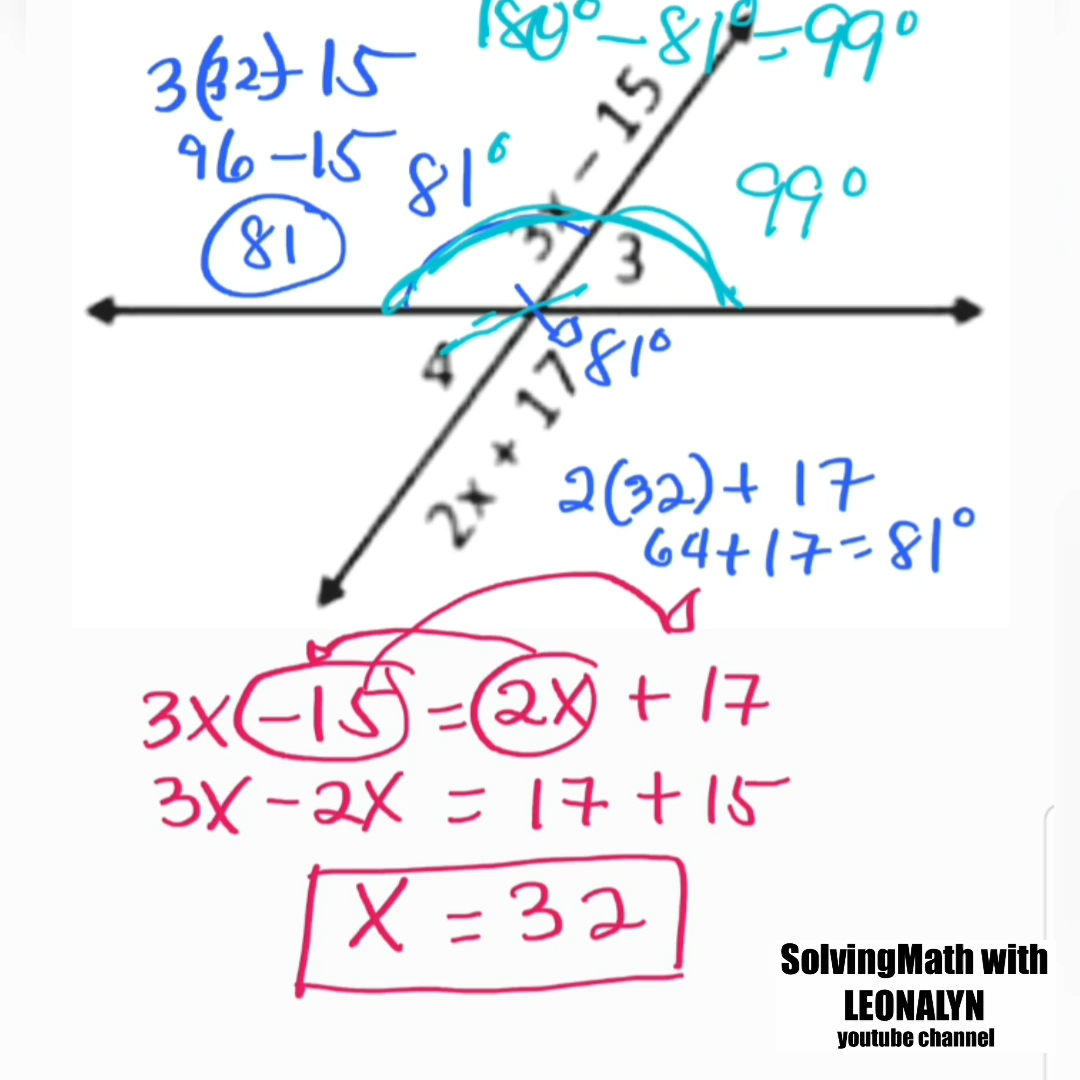 180° - 81° = 99°
3(32) - 15
96 - 15
81
81°
3x - 15
99°
3
4
81°
2x + 17
2(32) + 17
64 + 17 = 81°
3x - 15 = 2x + 17
3x - 2x = 17 + 15
x = 32
SolvingMath with
LEONALYN
youtube channel